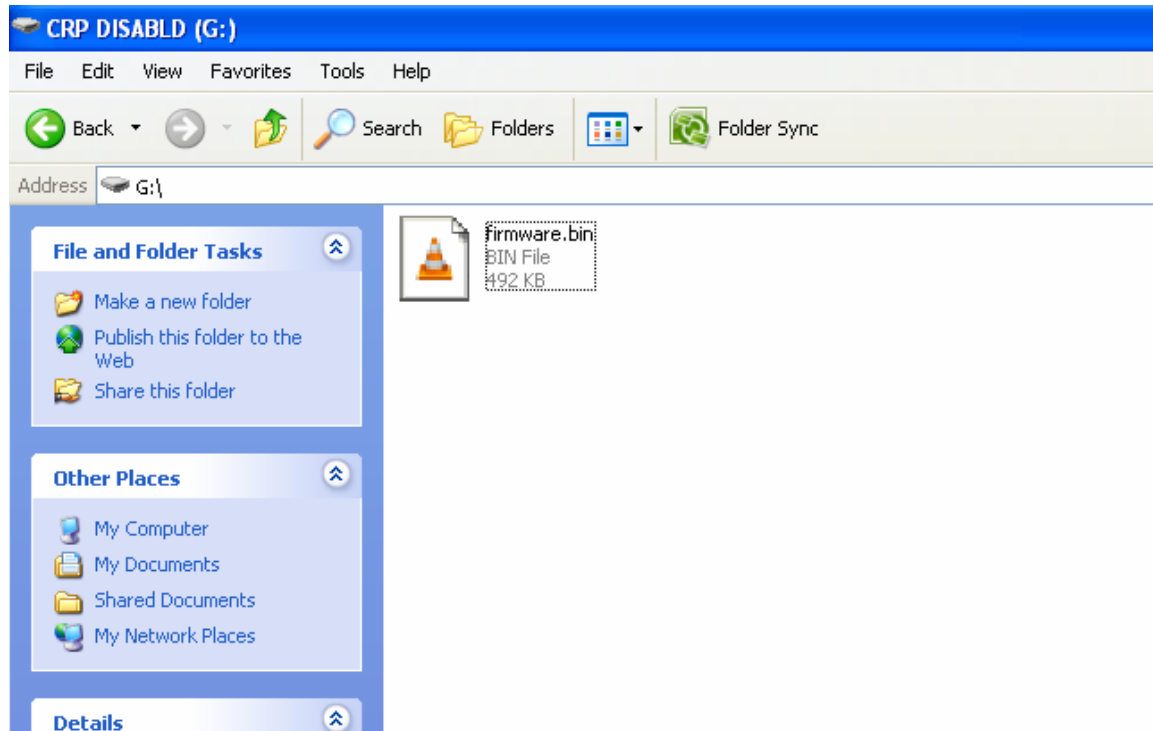 CRP DISABLD (G:)
File Edit View Favorites Tools Help
Back Search Folders Folder Sync
Address G:\
File and Folder Tasks
Make a new folder
Publish this folder to the
Web
Share this folder
Other Places
My Computer
My Documents
Shared Documents
My Network Places
Details
firmware.bin
BIN File
492 KB